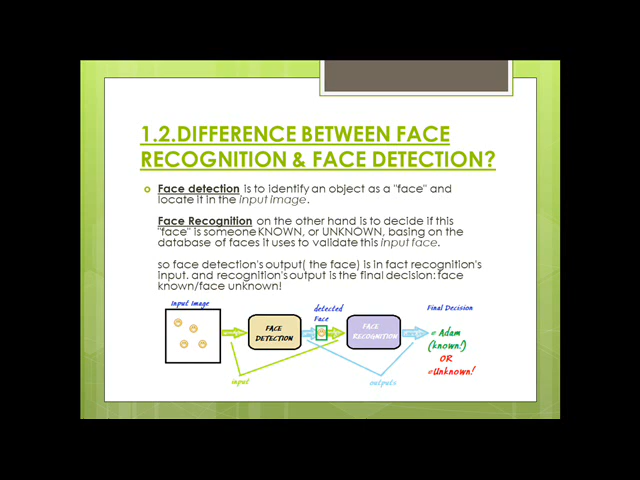 1.2.DIFFERENCE BETWEEN FACE
RECOGNITION & FACE DETECTION?
Face detection is to identify an object as a "face" and
locate it in the input image.
Face Recognition on the other hand is to decide if this
"face" is someone KNOWN, or UNKNOWN, basing on the
database of faces it uses to validate this input face.
so face detection's output( the face) is in fact recognition's
input. and recognition's output is the final decision: face
known/face unknown!
Input Image
detected
Face
Final Decision
FACE
DETECTION
FACE
RECOGNITION
Adam
(known!)
OR
Unknown!
input
outputs